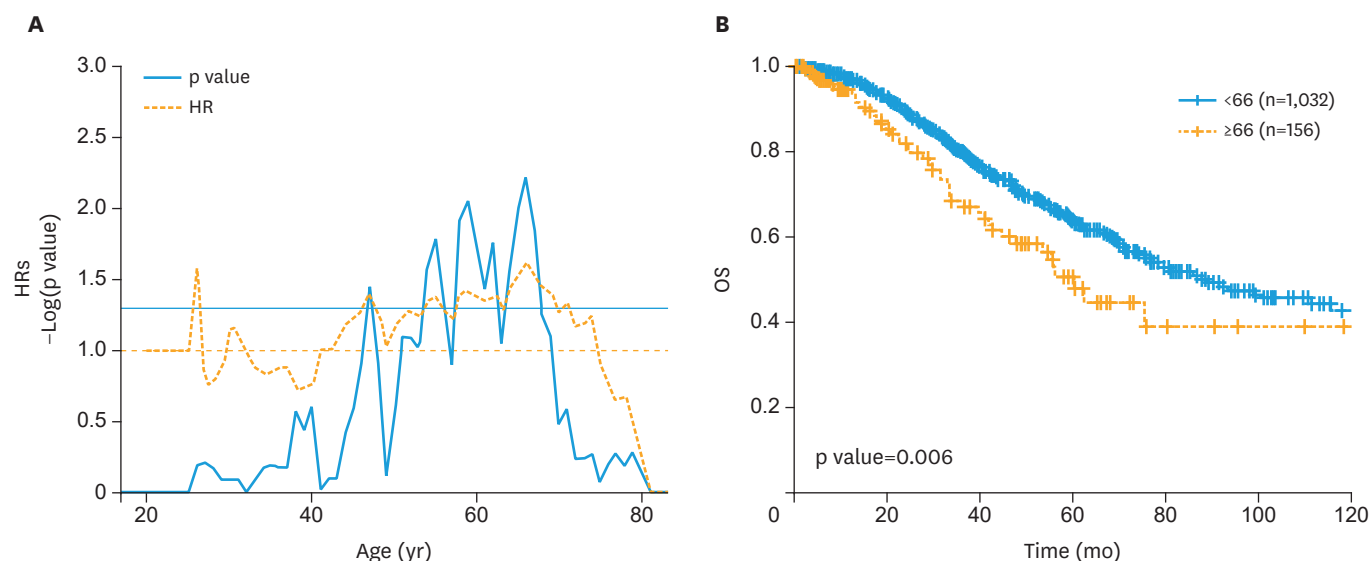 A
3.0
2.5
2.0
1.5
1.0
0.5
0
HRs
–Log(p value)
p value
HR
20
40
60
80
Age (yr)
B
1.0
0.8
0.6
0.4
0.2
0
OS
<66 (n=1,032)
≥66 (n=156)
p value=0.006
20
40
60
80
100
120
Time (mo)